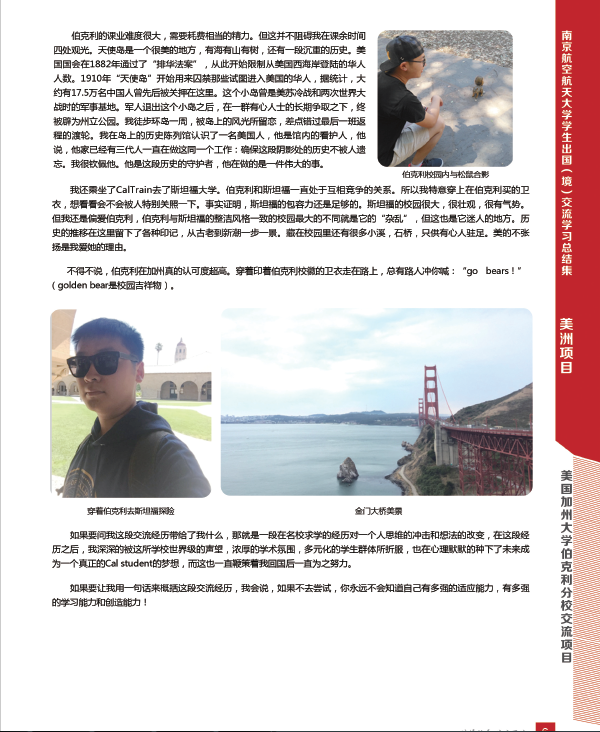 伯克利的课业难度很大，需要耗费相当的精力。但这并不阻碍我在课余时间
四处观光。天使岛是一个很美的地方，有海有山有树，还有一段沉重的历史。美
国国会在1882年通过了“排华法案”，从此开始限制从美国西海岸登陆的华人
人数。1910年“天使岛”开始用来囚禁那些试图进入美国的华人，据统计，大
约有17.5万名中国人曾先后被关押在这里。这个小岛曾是美苏冷战和两次世界大
战时的军事基地。军人退出这个小岛之后，在一群有心人士的长期争取之下，终
被辟为州立公园。我徒步环岛一周，被岛上的风光所留恋，差点错过最后一班返
程的渡轮。我在岛上的历史陈列馆认识了一名美国人，他是馆内的看护人，他
说，他家已经有三代人一直在做这同一个工作：确保这段阴影处的历史不被人遗
忘。我很钦佩他。他是这段历史的守护者，他在做的是一件伟大的事。
伯克利校园内与松鼠合影
我还乘坐了CalTrain去了斯坦福大学。伯克利和斯坦福一直处于互相竞争的关系。所以我特意穿上在伯克利买的卫
衣，想看看会不会被人特别关照一下。事实证明，斯坦福的包容力还是足够的。斯坦福的校园很大，很壮观，很有气势。
但我还是偏爱伯克利，伯克利与斯坦福的整洁风格一致的校园最大的不同就是它的“杂乱”，但这也是它迷人的地方。历
史的推移在这里留下了各种印记，从古老到新潮一步一景。藏在校园里还有很多小溪，石桥，只供有心人驻足。美的不张
扬是我爱她的理由。
不得不说，伯克利在加州真的认可度超高。穿着印着伯克利校徽的卫衣走在路上，总有路人冲你喊：“go bears！”
（golden bear是校园吉祥物）。
穿着伯克利去斯坦福探险
金门大桥美景
如果要问我这段交流经历带给了我什么，那就是一段在名校求学的经历对一个人思维的冲击和想法的改变，在这段经
历之后，我深深的被这所学校世界级的声望，浓厚的学术氛围，多元化的学生群体所折服，也在心理默默的种下了未来成
为一个真正的Cal student的梦想，而这也一直鞭策着我回国后一直为之努力。
如果要让我用一句话来概括这段交流经历，我会说，如果不去尝试，你永远不会知道自己有多强的适应能力，有多强
的学习能力和创造能力！
南京航空航天大学学生出国（境）交流学习总结集
美洲项目
美国加州大学伯克利分校交流项目